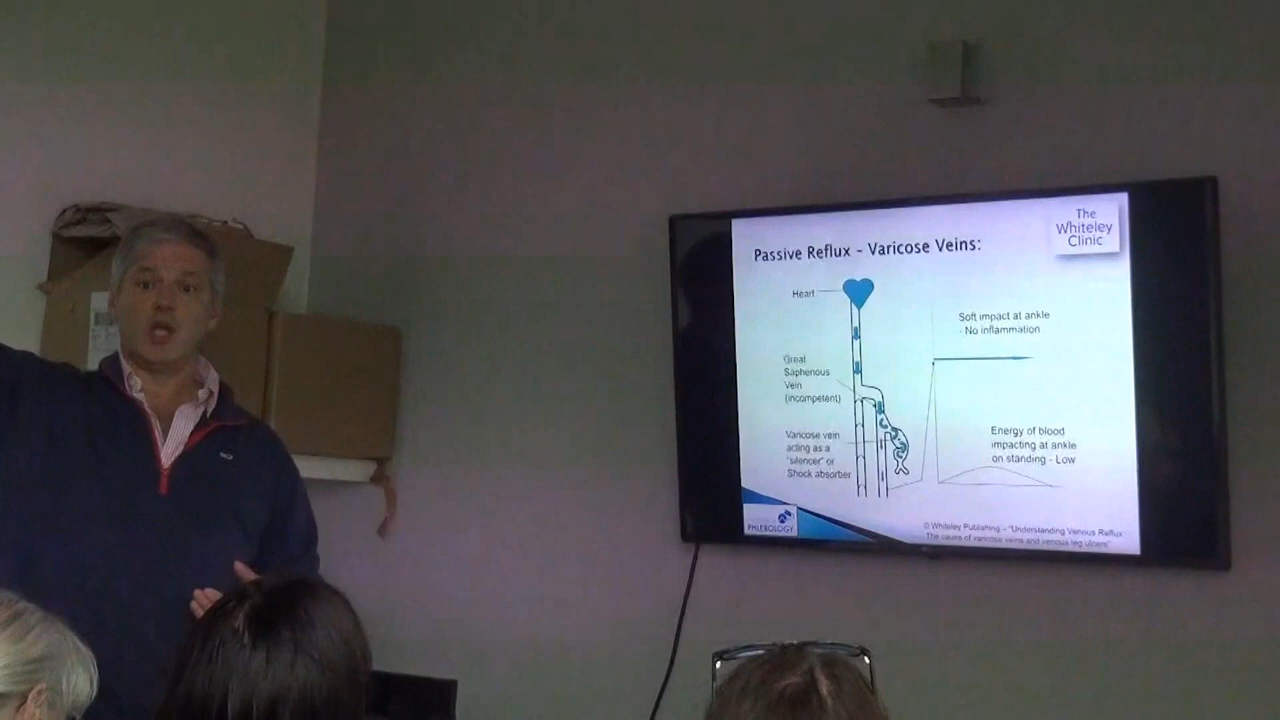 The
Whiteley
Clinic
Passive Reflux - Varicose Veins:
Heart
Soft impact at ankle
- No inflammation
Great
Saphenous
Vein
(incompetent)
Varicose vein
acting as a
"silencer" or
Shock absorber
Energy of blood
impacting at ankle
on standing - Low
PHLEBOLOGY
© Whiteley Publishing - "Understanding Venous Reflux
The cause of varicose veins and venous leg ulcers"